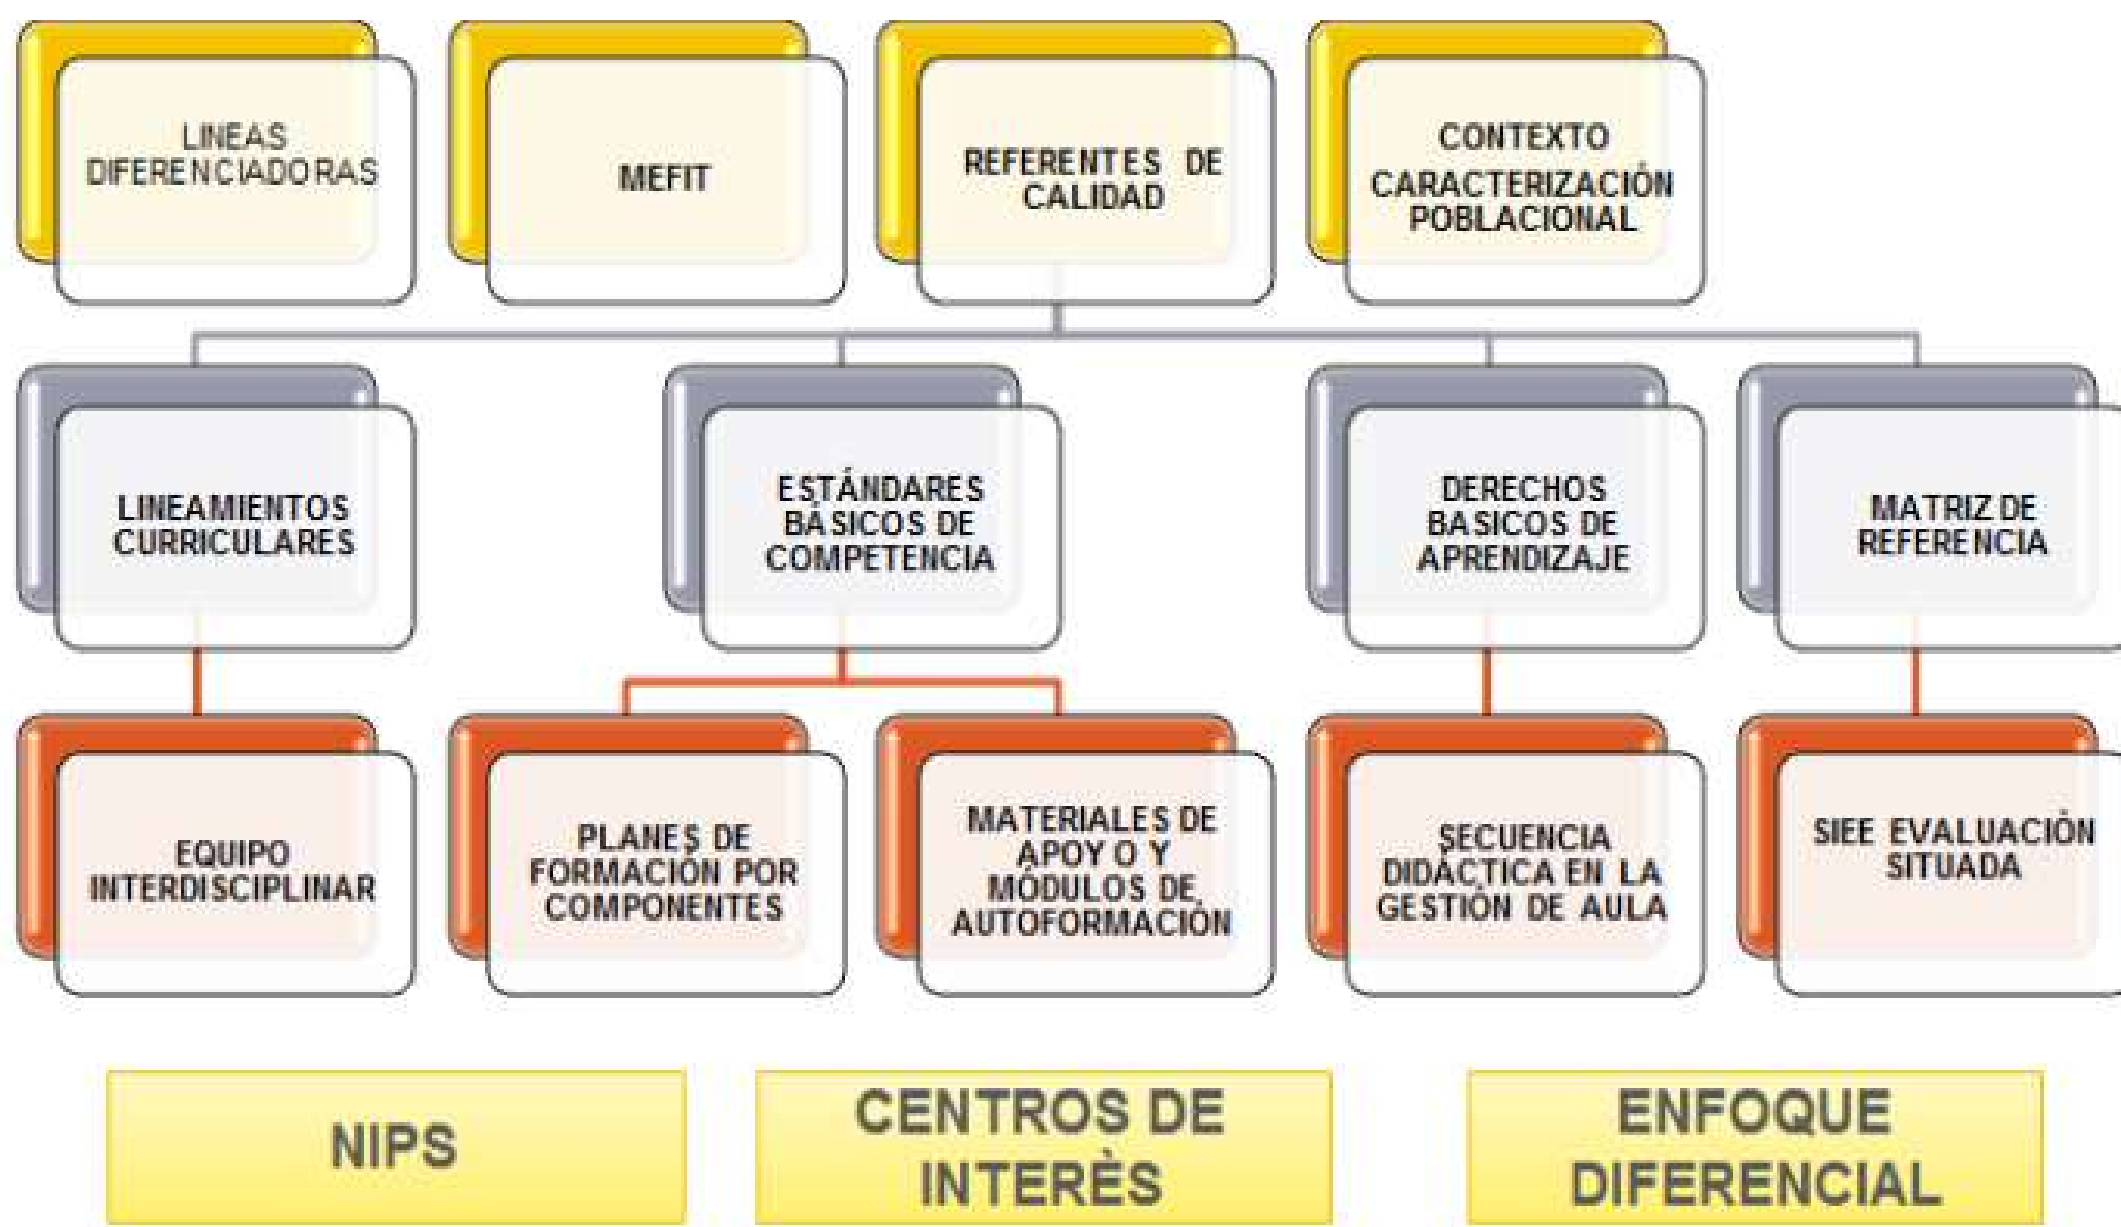 LINEAS
DIFERENCIADORAS
MEFIT
REFERENTES DE
CALIDAD
CONTEXTO
CARACTERIZACIÓN
POBLACIONAL
LINEAMIENTOS
CURRICULARES
ESTÁNDARES
BÁSICOS DE
COMPETENCIA
DERECHOS
BASICOS DE
APRENDIZAJE
MATRIZ DE
REFERENCIA
EQUIPO
INTERDISCIPLINAR
PLANES DE
FORMACIÓN POR
COMPONENTES
MATERIALES DE
APOYO Y
MÓDULOS DE
AUTOFORMACIÓN
SECUENCIA
DIDÁCTICA EN LA
GESTIÓN DE AULA
SIEE EVALUACIÓN
SITUADA
NIPS
CENTROS DE
INTERÈS
ENFOQUE
DIFERENCIAL